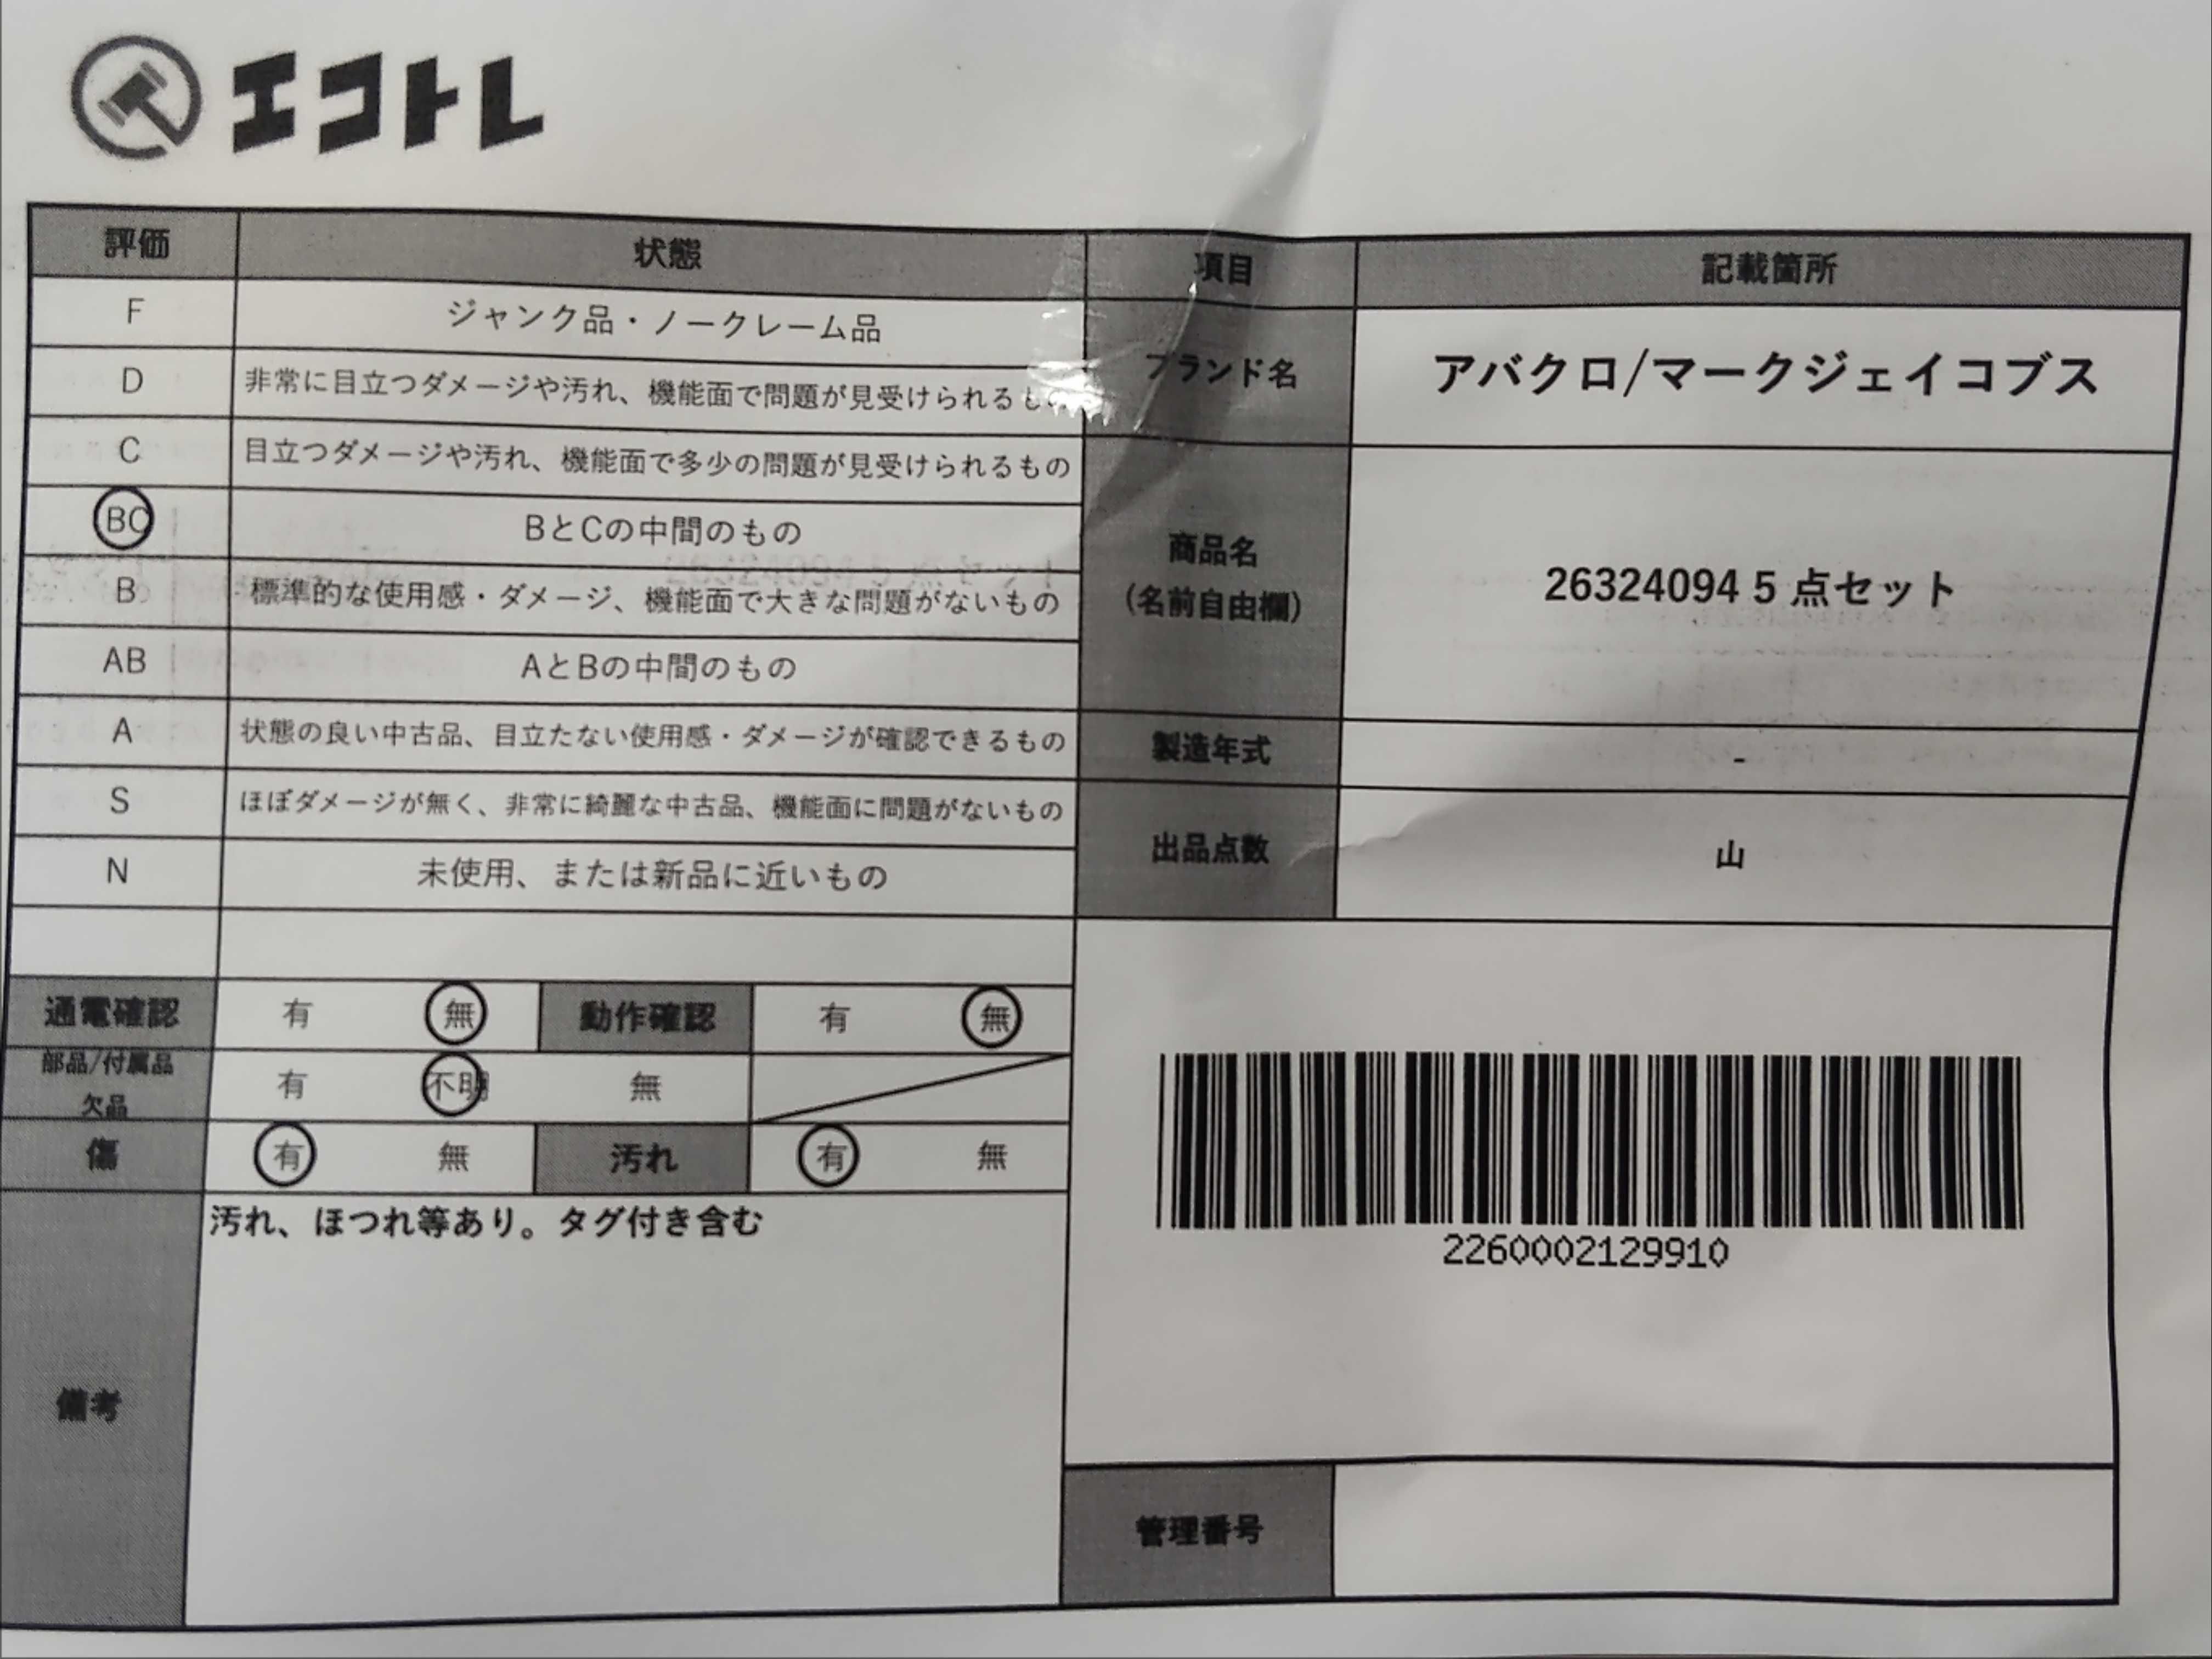 エコトレ
評価 状態
F ジャンク品・ノークレーム品
D 非常に目立つダメージや汚れ、機能面で問題が見受けられるもの
C 目立つダメージや汚れ、機能面で多少の問題が見受けられるもの
BC BとCの中間のもの
B 標準的な使用感・ダメージ、機能面で大きな問題がないもの
AB AとBの中間のもの
A 状態の良い中古品、目立たない使用感・ダメージが確認できるもの
S ほぼダメージが無く、非常に綺麗な中古品、機能面に問題がないもの
N 未使用、または新品に近いもの
通電確認 有 無 動作確認 有 無
部品/付属品
欠品 有 不明 無
傷 有 無 汚れ 有 無
備考 汚れ、ほつれ等あり。タグ付き含む
項目 記載箇所
ブランド名 アバクロ/マークジェイコブス
商品名
(名前自由欄) 26324094 5 点セット
製造年式 -
出品点数 山
2260002129910
管理番号